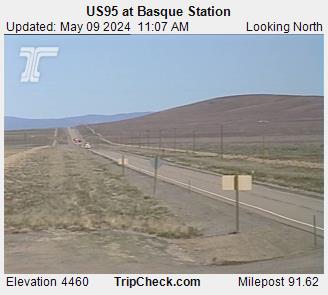 US95 at Basque Station
Updated: May 09 2024 11:07 AM Looking North
Elevation 4460 TripCheck.com Milepost 91.62